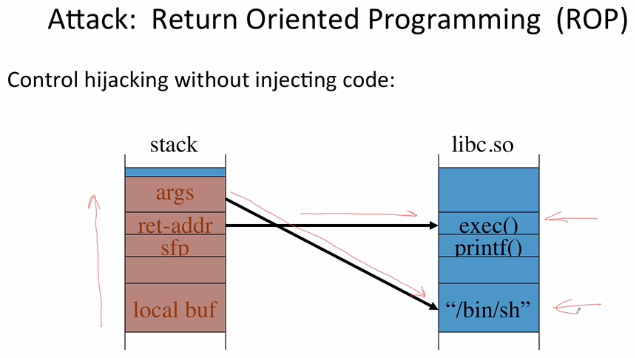 Attack: Return Oriented Programming (ROP)
Control hijacking without injecting code:
stack
libc.so
args
ret-addr
exec()
sfp
printf()
local buf
“/bin/sh”